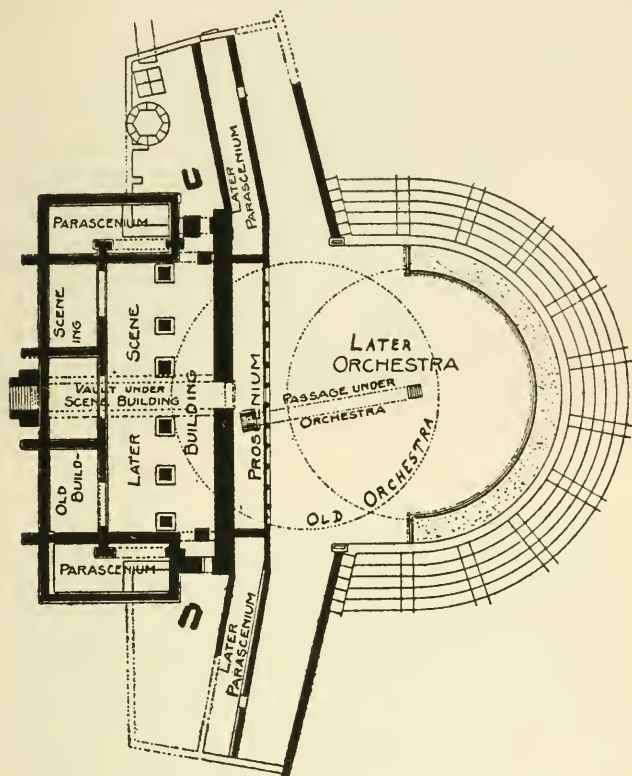 PARASCENIUM
LATER
PARASCENIUM
SCENE
ING
SCENE
VAULT UNDER
SCENE BUILDING
LATER
BUILDING
OLD
BUILD-
PARASCENIUM
PROSCENIUM
LATER
ORCHESTRA
PASSAGE UNDER
ORCHESTRA
OLD ORCHESTRA
LATER
PARASCENIUM